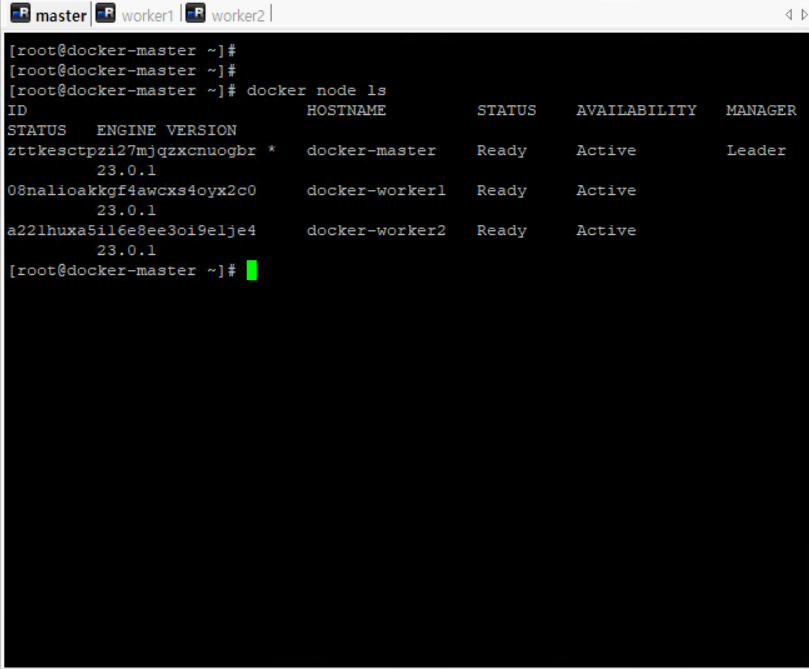 master worker1 worker2
[root@docker-master ~]#
[root@docker-master ~]#
[root@docker-master ~]# docker node ls
ID HOSTNAME STATUS AVAILABILITY MANAGER
STATUS ENGINE VERSION
zttkesctpzi27mjqzxcnuogbr * docker-master Ready Active Leader
23.0.1
08nalioakkgf4awcxs4oyx2c0 docker-worker1 Ready Active
23.0.1
a221huxa5i16e8ee3oi9e1je4 docker-worker2 Ready Active
23.0.1
[root@docker-master ~]#